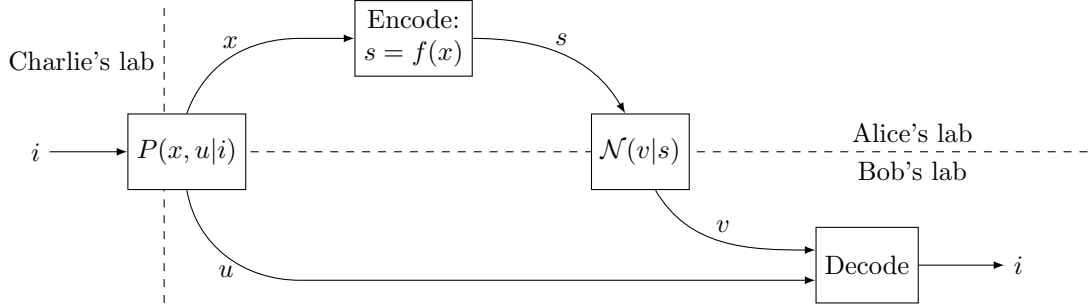 Charlie's lab
i
P(x, u|i)
x
Encode:
s = f(x)
s
N(v|s)
Alice's lab
Bob's lab
u
v
Decode
i